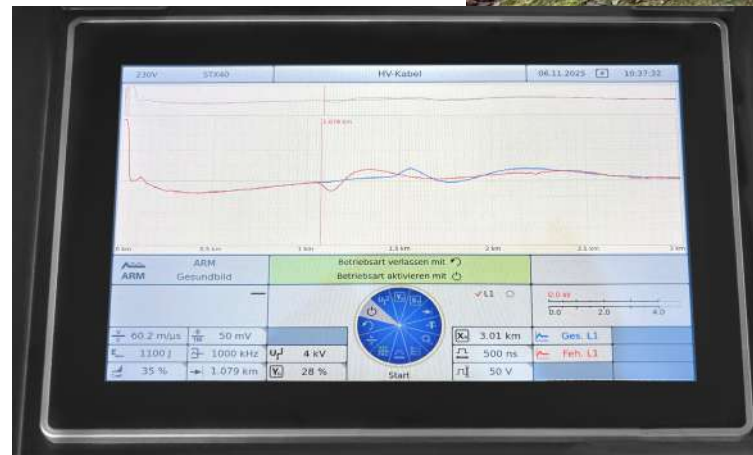 230V STX40 HV-Kabel 06.11.2025 10:37:32
1.079 km
0 km 0.5 km 1 km 1.5 km 2 km 2.5 km 3 km
ARM Betriebsart verlassen mit
ARM Gesundbild Betriebsart aktivieren mit
L1
0.0 2.0 4.0
60.2 m/µs 50 mV 3.01 km Ges. L1
1100 J 1000 kHz 4 kV 500 ns Feh. L1
35 % 1.079 km 28 % Start 50 V